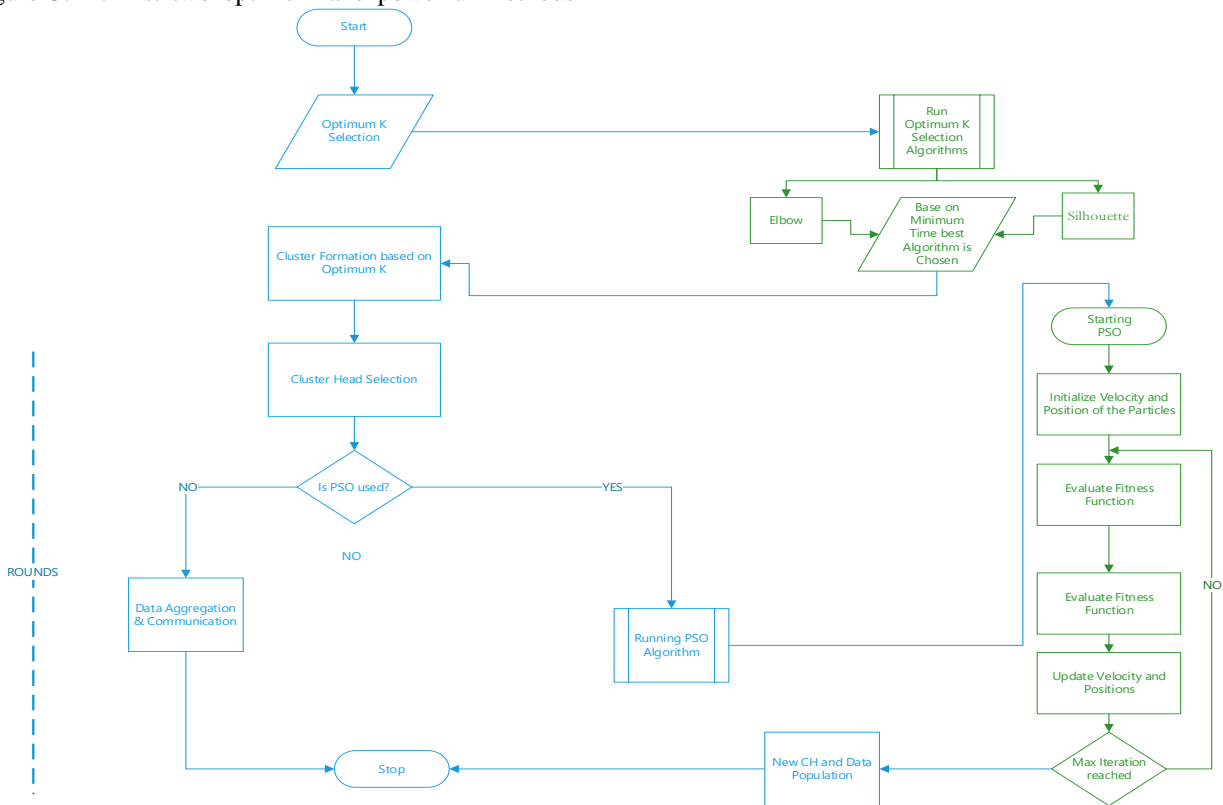 Start
Optimum K
Selection
Run
Optimum K
Selection
Algorithms
Elbow
Base on
Minimum
Time best
Algorithm is
Chosen
Silhouette
Cluster Formation based on
Optimum K
Starting
PSO
Cluster Head Selection
Initialize Velocity and
Position of the Particles
Is PSO used?
NO
YES
Evaluate Fitness
Function
NO
ROUNDS
Data Aggregation
& Communication
Evaluate Fitness
Function
NO
Running PSO
Algorithm
Update Velocity and
Positions
Stop
New CH and Data
Population
Max Iteration
reached